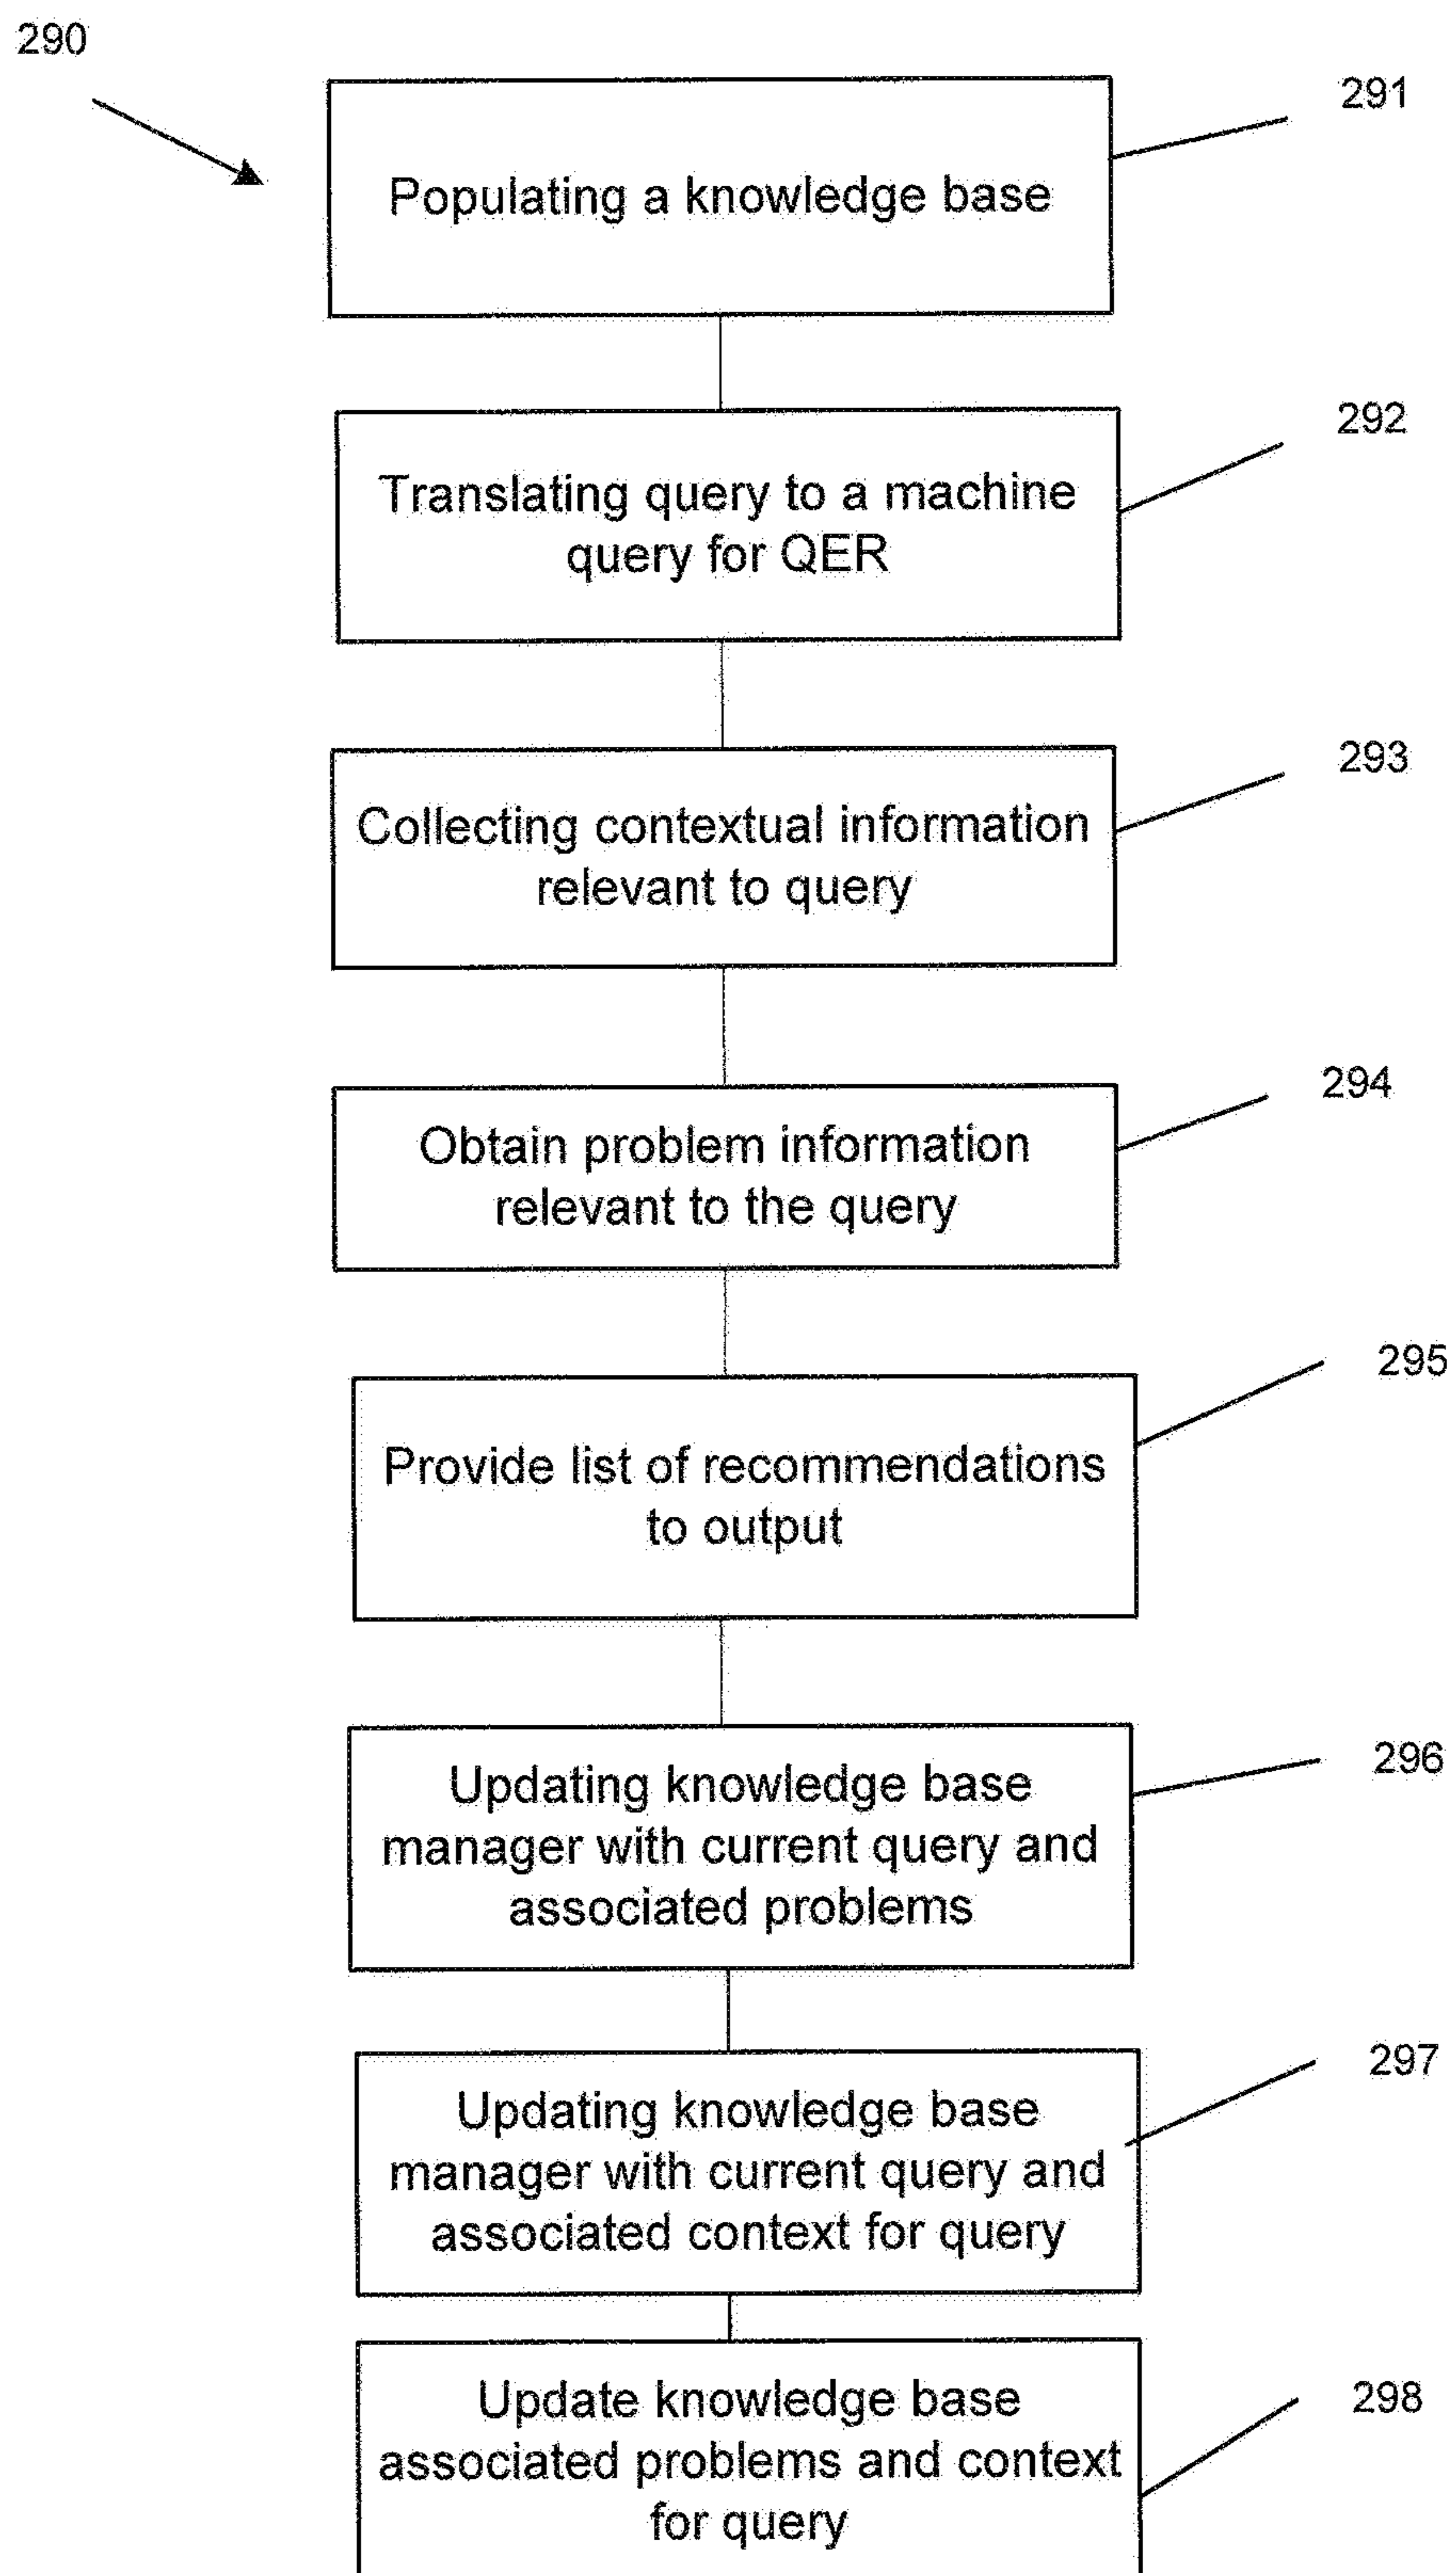 290
291
Populating a knowledge base
292
Translating query to a machine
query for QER
293
Collecting contextual information
relevant to query
294
Obtain problem information
relevant to the query
295
Provide list of recommendations
to output
296
Updating knowledge base
manager with current query and
associated problems
297
Updating knowledge base
manager with current query and
associated context for query
298
Update knowledge base
associated problems and context
for query